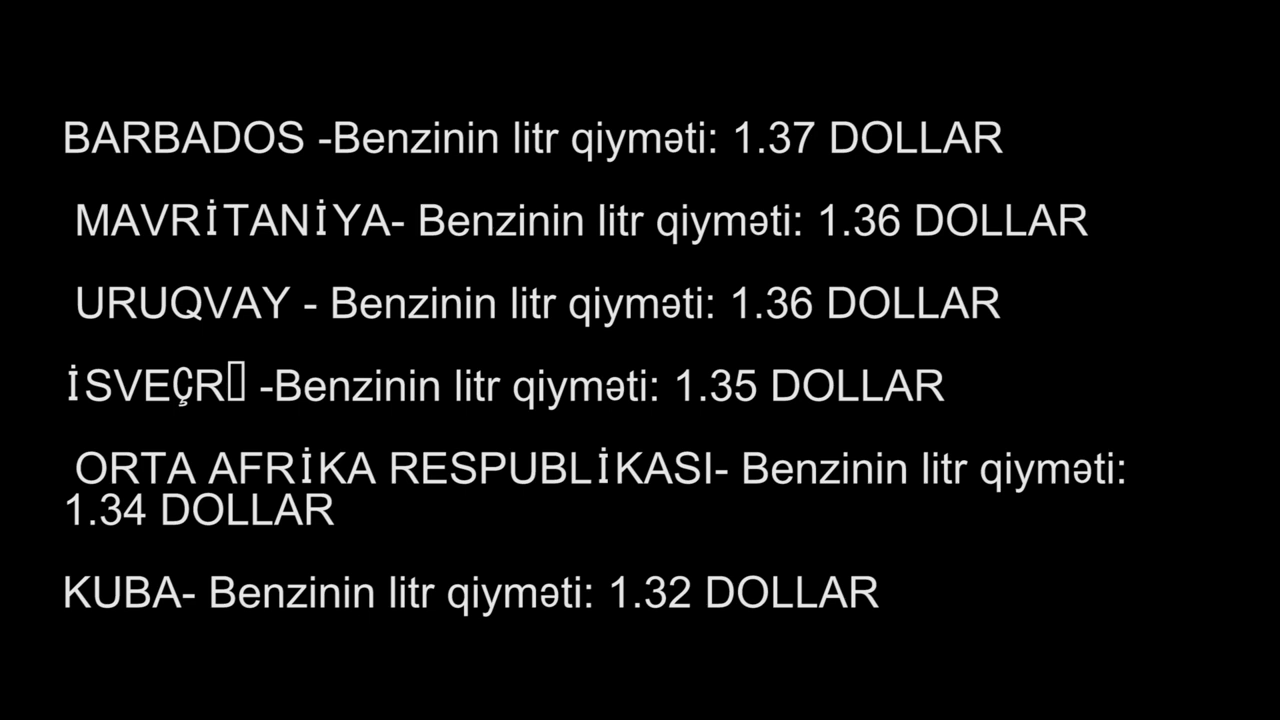 BARBADOS -Benzinin litr qiyməti: 1.37 DOLLAR
MAVRİTANİYA- Benzinin litr qiyməti: 1.36 DOLLAR
URUQVAY - Benzinin litr qiyməti: 1.36 DOLLAR
İSVEÇR▯ -Benzinin litr qiyməti: 1.35 DOLLAR
ORTA AFRİKA RESPUBLİKASI- Benzinin litr qiyməti:
1.34 DOLLAR
KUBA- Benzinin litr qiyməti: 1.32 DOLLAR